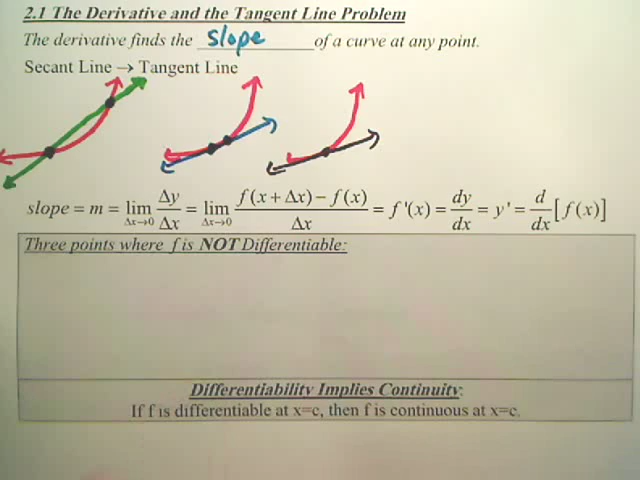 2.1 The Derivative and the Tangent Line Problem
The derivative finds the slope of a curve at any point.
Secant Line → Tangent Line
slope = m = lim Δx→0 Δy/Δx = lim Δx→0 f(x + Δx) − f(x)/Δx = f '(x) = dy/dx = y' = d/dx [f(x)]
Three points where f is NOT Differentiable:
Differentiability Implies Continuity:
If f is differentiable at x=c, then f is continuous at x=c.